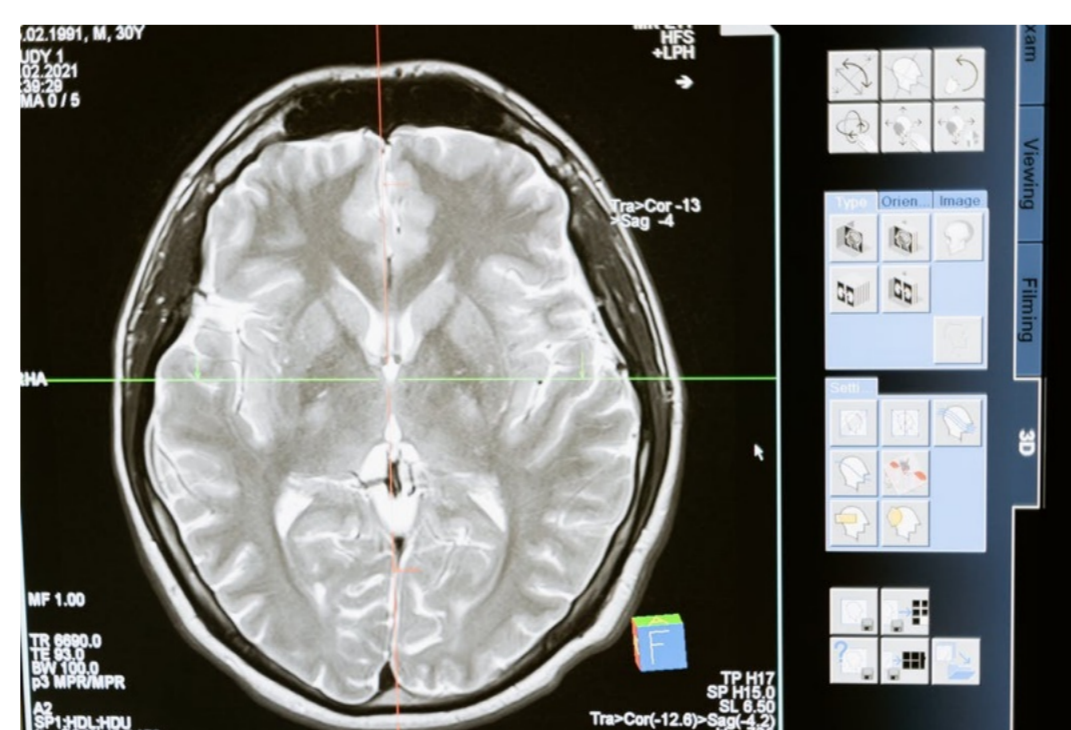 .02.1991, M, 30Y
UDY 1
.02.2021
:39:29
MA 0 / 5
HFS
+LPH
Tra>Cor -13
>Sag -4
HA
MF 1.00
TR 6690.0
TE 93.0
BW 100.0
p3 MPR/MPR
A2
SP1;HDL;HDU
F
TP H17
SP H15.0
SL 6.50
Tra>Cor(-12.6)>Sag(-4.2)
Type
Orien...
Image
Setti
?
xam
Viewing
Filming
3D